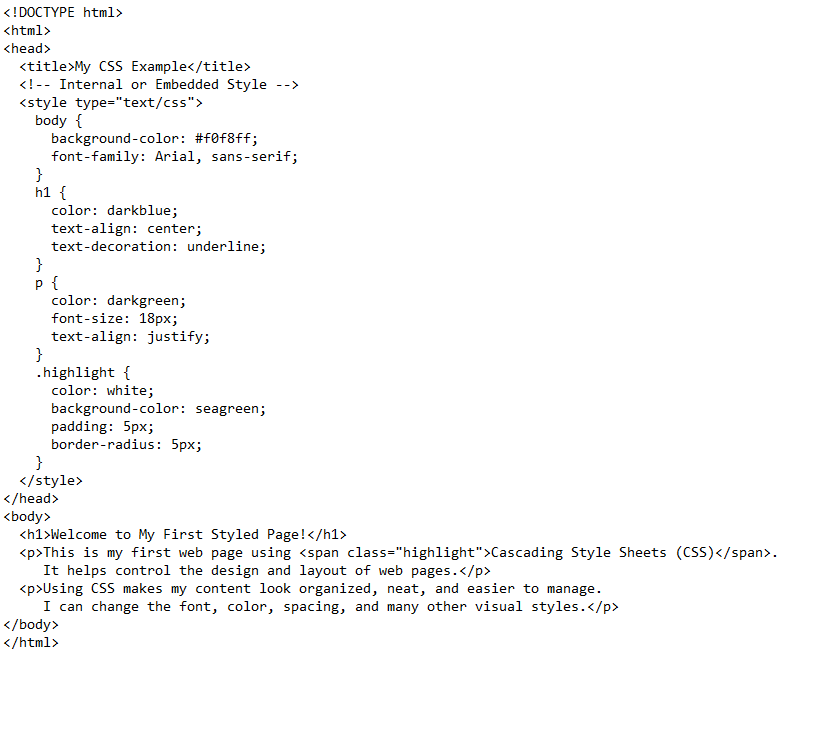 <!DOCTYPE html>
<html>
<head>
  <title>My CSS Example</title>
  <!-- Internal or Embedded Style -->
  <style type="text/css">
    body {
      background-color: #f0f8ff;
      font-family: Arial, sans-serif;
    }
    h1 {
      color: darkblue;
      text-align: center;
      text-decoration: underline;
    }
    p {
      color: darkgreen;
      font-size: 18px;
      text-align: justify;
    }
    .highlight {
      color: white;
      background-color: seagreen;
      padding: 5px;
      border-radius: 5px;
    }
  </style>
</head>
<body>
  <h1>Welcome to My First Styled Page!</h1>
  <p>This is my first web page using <span class="highlight">Cascading Style Sheets (CSS)</span>.
     It helps control the design and layout of web pages.</p>
  <p>Using CSS makes my content look organized, neat, and easier to manage.
     I can change the font, color, spacing, and many other visual styles.</p>
</body>
</html>